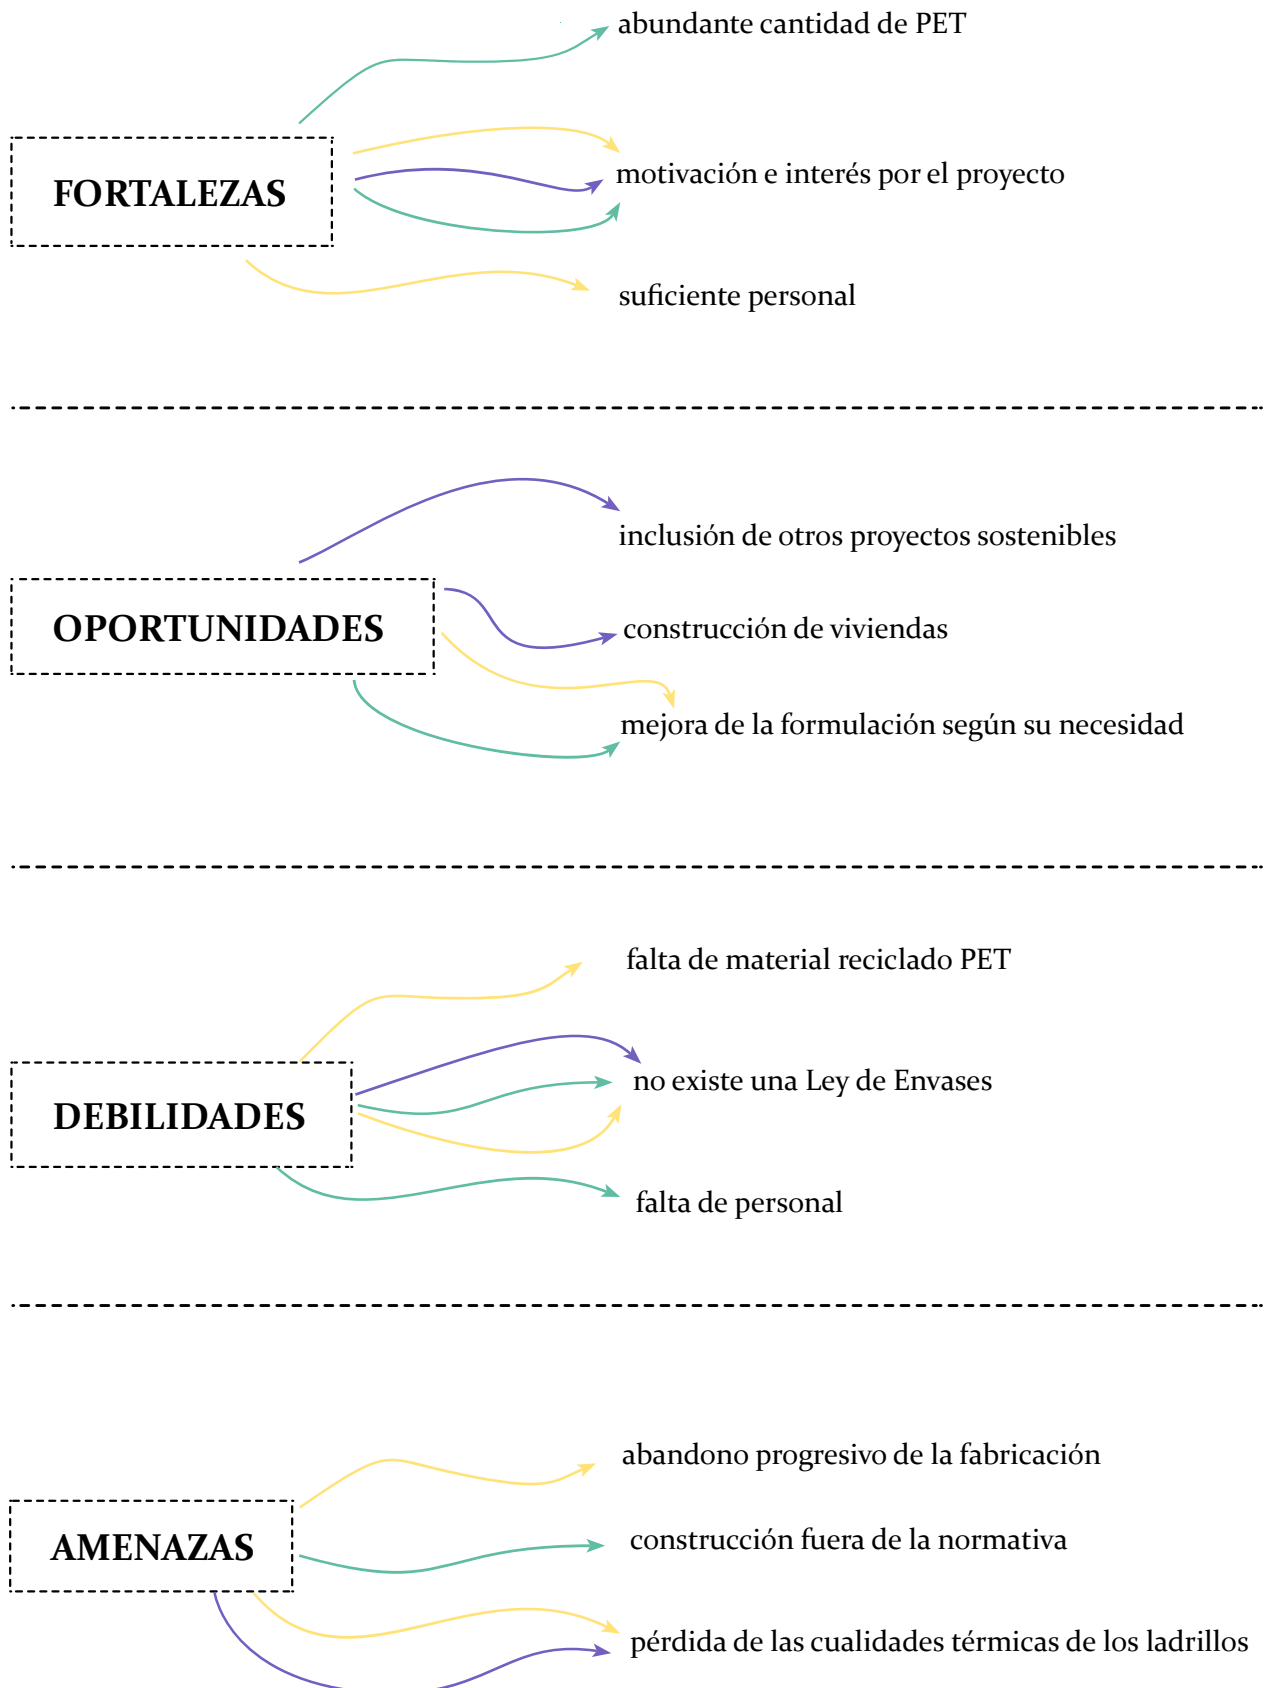 abundante cantidad de PET
FORTALEZAS
motivación e interés por el proyecto
suficiente personal
inclusión de otros proyectos sostenibles
OPORTUNIDADES
construcción de viviendas
mejora de la formulación según su necesidad
falta de material reciclado PET
no existe una Ley de Envases
DEBILIDADES
falta de personal
abandono progresivo de la fabricación
construcción fuera de la normativa
AMENAZAS
pérdida de las cualidades térmicas de los ladrillos